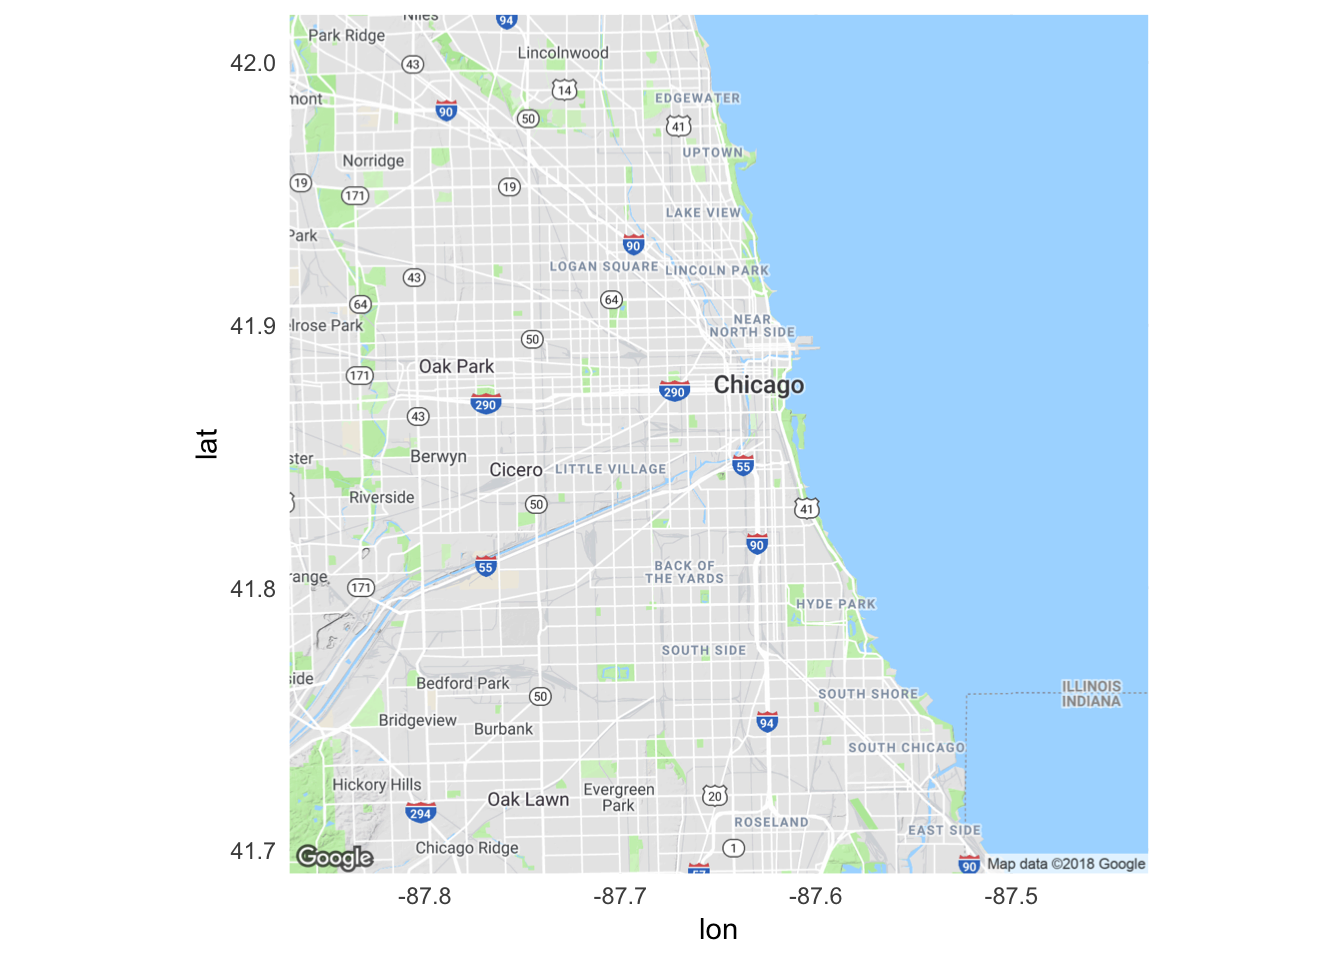 Niles
94
Park Ridge
Lincolnwood
42.0
43
14
mont
EDGEWATER
90
50
41
UPTOWN
Norridge
19
19
171
LAKE VIEW
Park
90
LOGAN SQUARE
LINCOLN PARK
43
64
64
NEAR
NORTH SIDE
41.9
elrose Park
50
Oak Park
171
Chicago
290
290
43
lat
Berwyn
ster
Cicero
LITTLE VILLAGE
55
Riverside
50
41
90
55
BACK OF
THE YARDS
range
171
41.8
HYDE PARK
SOUTH SIDE
side
Bedford Park
50
SOUTH SHORE
ILLINOIS
INDIANA
Bridgeview
Burbank
94
SOUTH CHICAGO
Hickory Hills
Evergreen
Park
Oak Lawn
20
294
ROSELAND
EAST SIDE
Chicago Ridge
1
41.7
Google
57
90
Map data ©2018 Google
-87.8
-87.7
-87.6
-87.5
lon